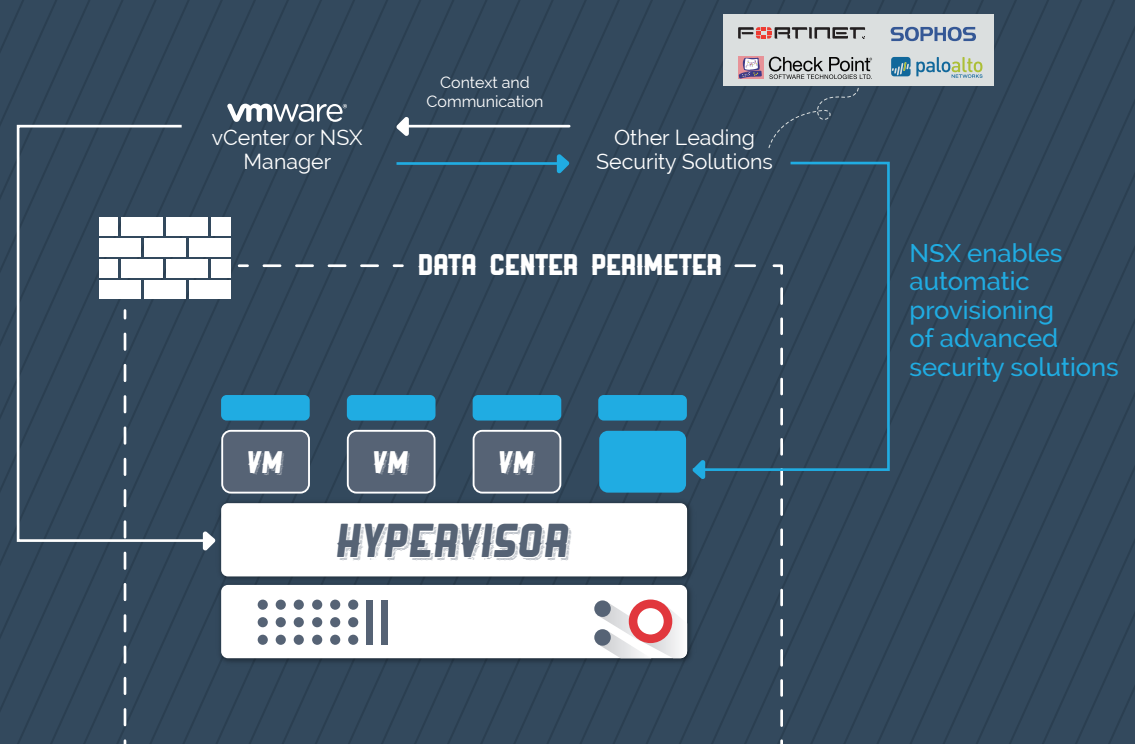 FORTINET
SOPHOS
Check Point
SOFTWARE TECHNOLOGIES LTD.
paloalto
NETWORKS
Context and
Communication
vmware®
vCenter or NSX
Manager
Other Leading
Security Solutions
DATA CENTER PERIMETER
NSX enables
automatic
provisioning
of advanced
security solutions
VM
VM
VM
HYPERVISOR